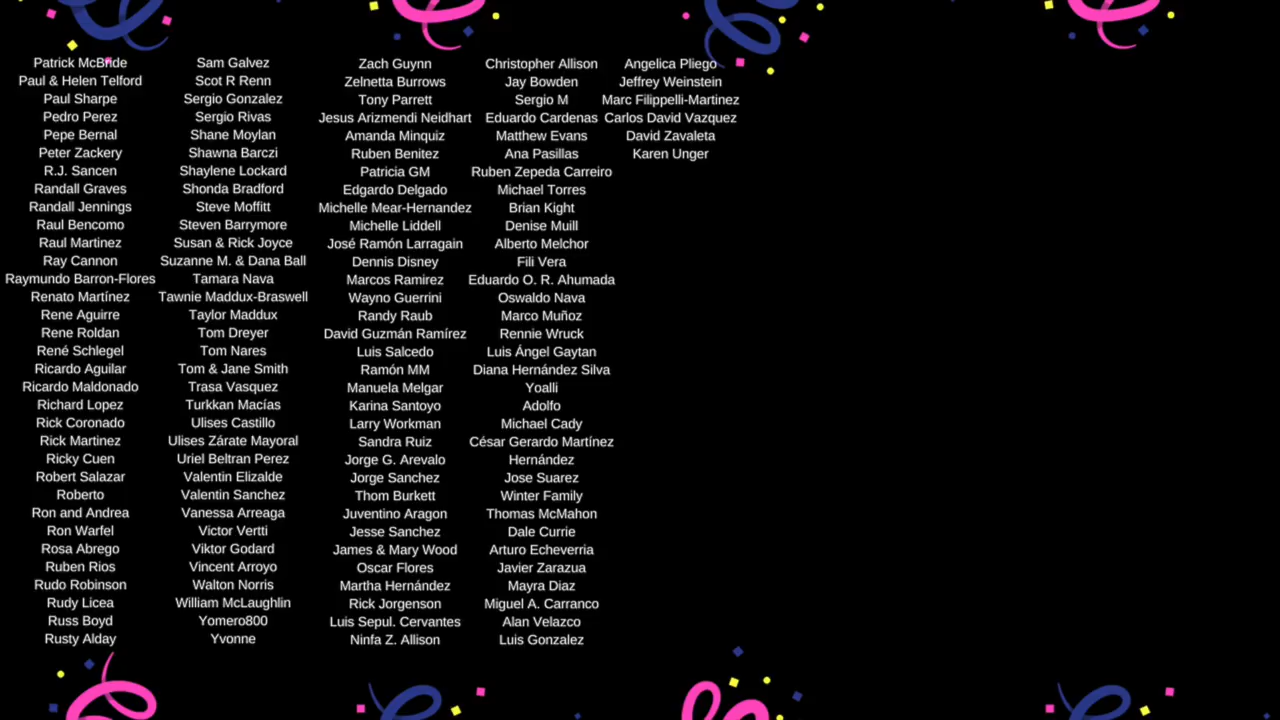 Patrick McBride
Paul & Helen Telford
Paul Sharpe
Pedro Perez
Pepe Bernal
Peter Zackery
R.J. Sancen
Randall Graves
Randall Jennings
Raul Bencomo
Raul Martinez
Ray Cannon
Raymundo Barron-Flores
Renato Martínez
Rene Aguirre
Rene Roldan
René Schlegel
Ricardo Aguilar
Ricardo Maldonado
Richard Lopez
Rick Coronado
Rick Martinez
Ricky Cuen
Robert Salazar
Roberto
Ron and Andrea
Ron Warfel
Rosa Abrego
Ruben Rios
Rudo Robinson
Rudy Licea
Russ Boyd
Rusty Alday
Sam Galvez
Scot R Renn
Sergio Gonzalez
Sergio Rivas
Shane Moylan
Shawna Barczi
Shaylene Lockard
Shonda Bradford
Steve Moffitt
Steven Barrymore
Susan & Rick Joyce
Suzanne M. & Dana Ball
Tamara Nava
Tawnie Maddux-Braswell
Taylor Maddux
Tom Dreyer
Tom Nares
Tom & Jane Smith
Trasa Vasquez
Turkkan Macías
Ulises Castillo
Ulises Zárate Mayoral
Uriel Beltran Perez
Valentin Elizalde
Valentin Sanchez
Vanessa Arreaga
Victor Vertti
Viktor Godard
Vincent Arroyo
Walton Norris
William McLaughlin
Yomero800
Yvonne
Zach Guynn
Zelnetta Burrows
Tony Parrett
Jesus Arizmendi Neidhart
Amanda Minquiz
Ruben Benitez
Patricia GM
Edgardo Delgado
Michelle Mear-Hernandez
Michelle Liddell
José Ramón Larragain
Dennis Disney
Marcos Ramirez
Wayno Guerrini
Randy Raub
David Guzmán Ramírez
Luis Salcedo
Ramón MM
Manuela Melgar
Karina Santoyo
Larry Workman
Sandra Ruiz
Jorge G. Arevalo
Jorge Sanchez
Thom Burkett
Juventino Aragon
Jesse Sanchez
James & Mary Wood
Oscar Flores
Martha Hernández
Rick Jorgenson
Luis Sepul. Cervantes
Ninfa Z. Allison
Christopher Allison
Jay Bowden
Sergio M
Eduardo Cardenas
Matthew Evans
Ana Pasillas
Ruben Zepeda Carreiro
Michael Torres
Brian Kight
Denise Muill
Alberto Melchor
Fili Vera
Eduardo O. R. Ahumada
Oswaldo Nava
Marco Muñoz
Rennie Wruck
Luis Ángel Gaytan
Diana Hernández Silva
Yoalli
Adolfo
Michael Cady
César Gerardo Martínez
Hernández
Jose Suarez
Winter Family
Thomas McMahon
Dale Currie
Arturo Echeverria
Javier Zarazua
Mayra Diaz
Miguel A. Carranco
Alan Velazco
Luis Gonzalez
Angelica Pliego
Jeffrey Weinstein
Marc Filippelli-Martinez
Carlos David Vazquez
David Zavaleta
Karen Unger